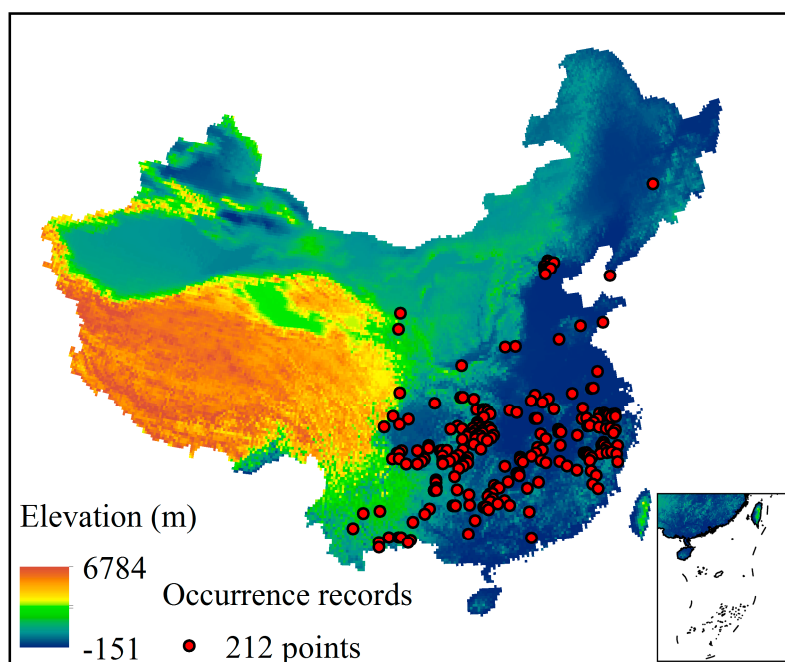 Elevation (m)
6784
-151
Occurrence records
212 points